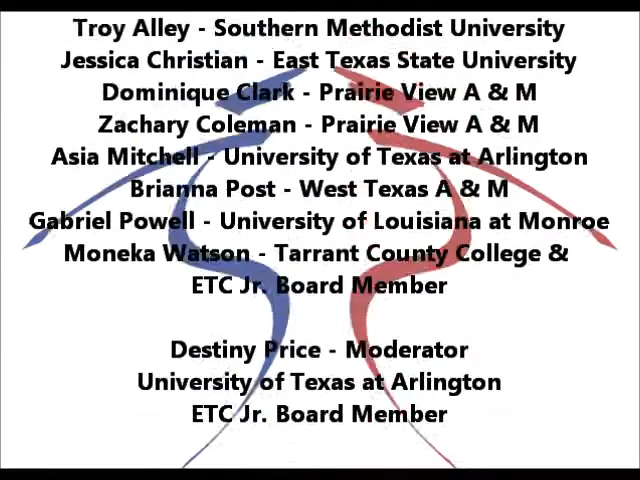 Troy Alley - Southern Methodist University
Jessica Christian - East Texas State University
Dominique Clark - Prairie View A & M
Zachary Coleman - Prairie View A & M
Asia Mitchell - University of Texas at Arlington
Brianna Post - West Texas A & M
Gabriel Powell - University of Louisiana at Monroe
Moneka Watson - Tarrant County College &
ETC Jr. Board Member
Destiny Price - Moderator
University of Texas at Arlington
ETC Jr. Board Member